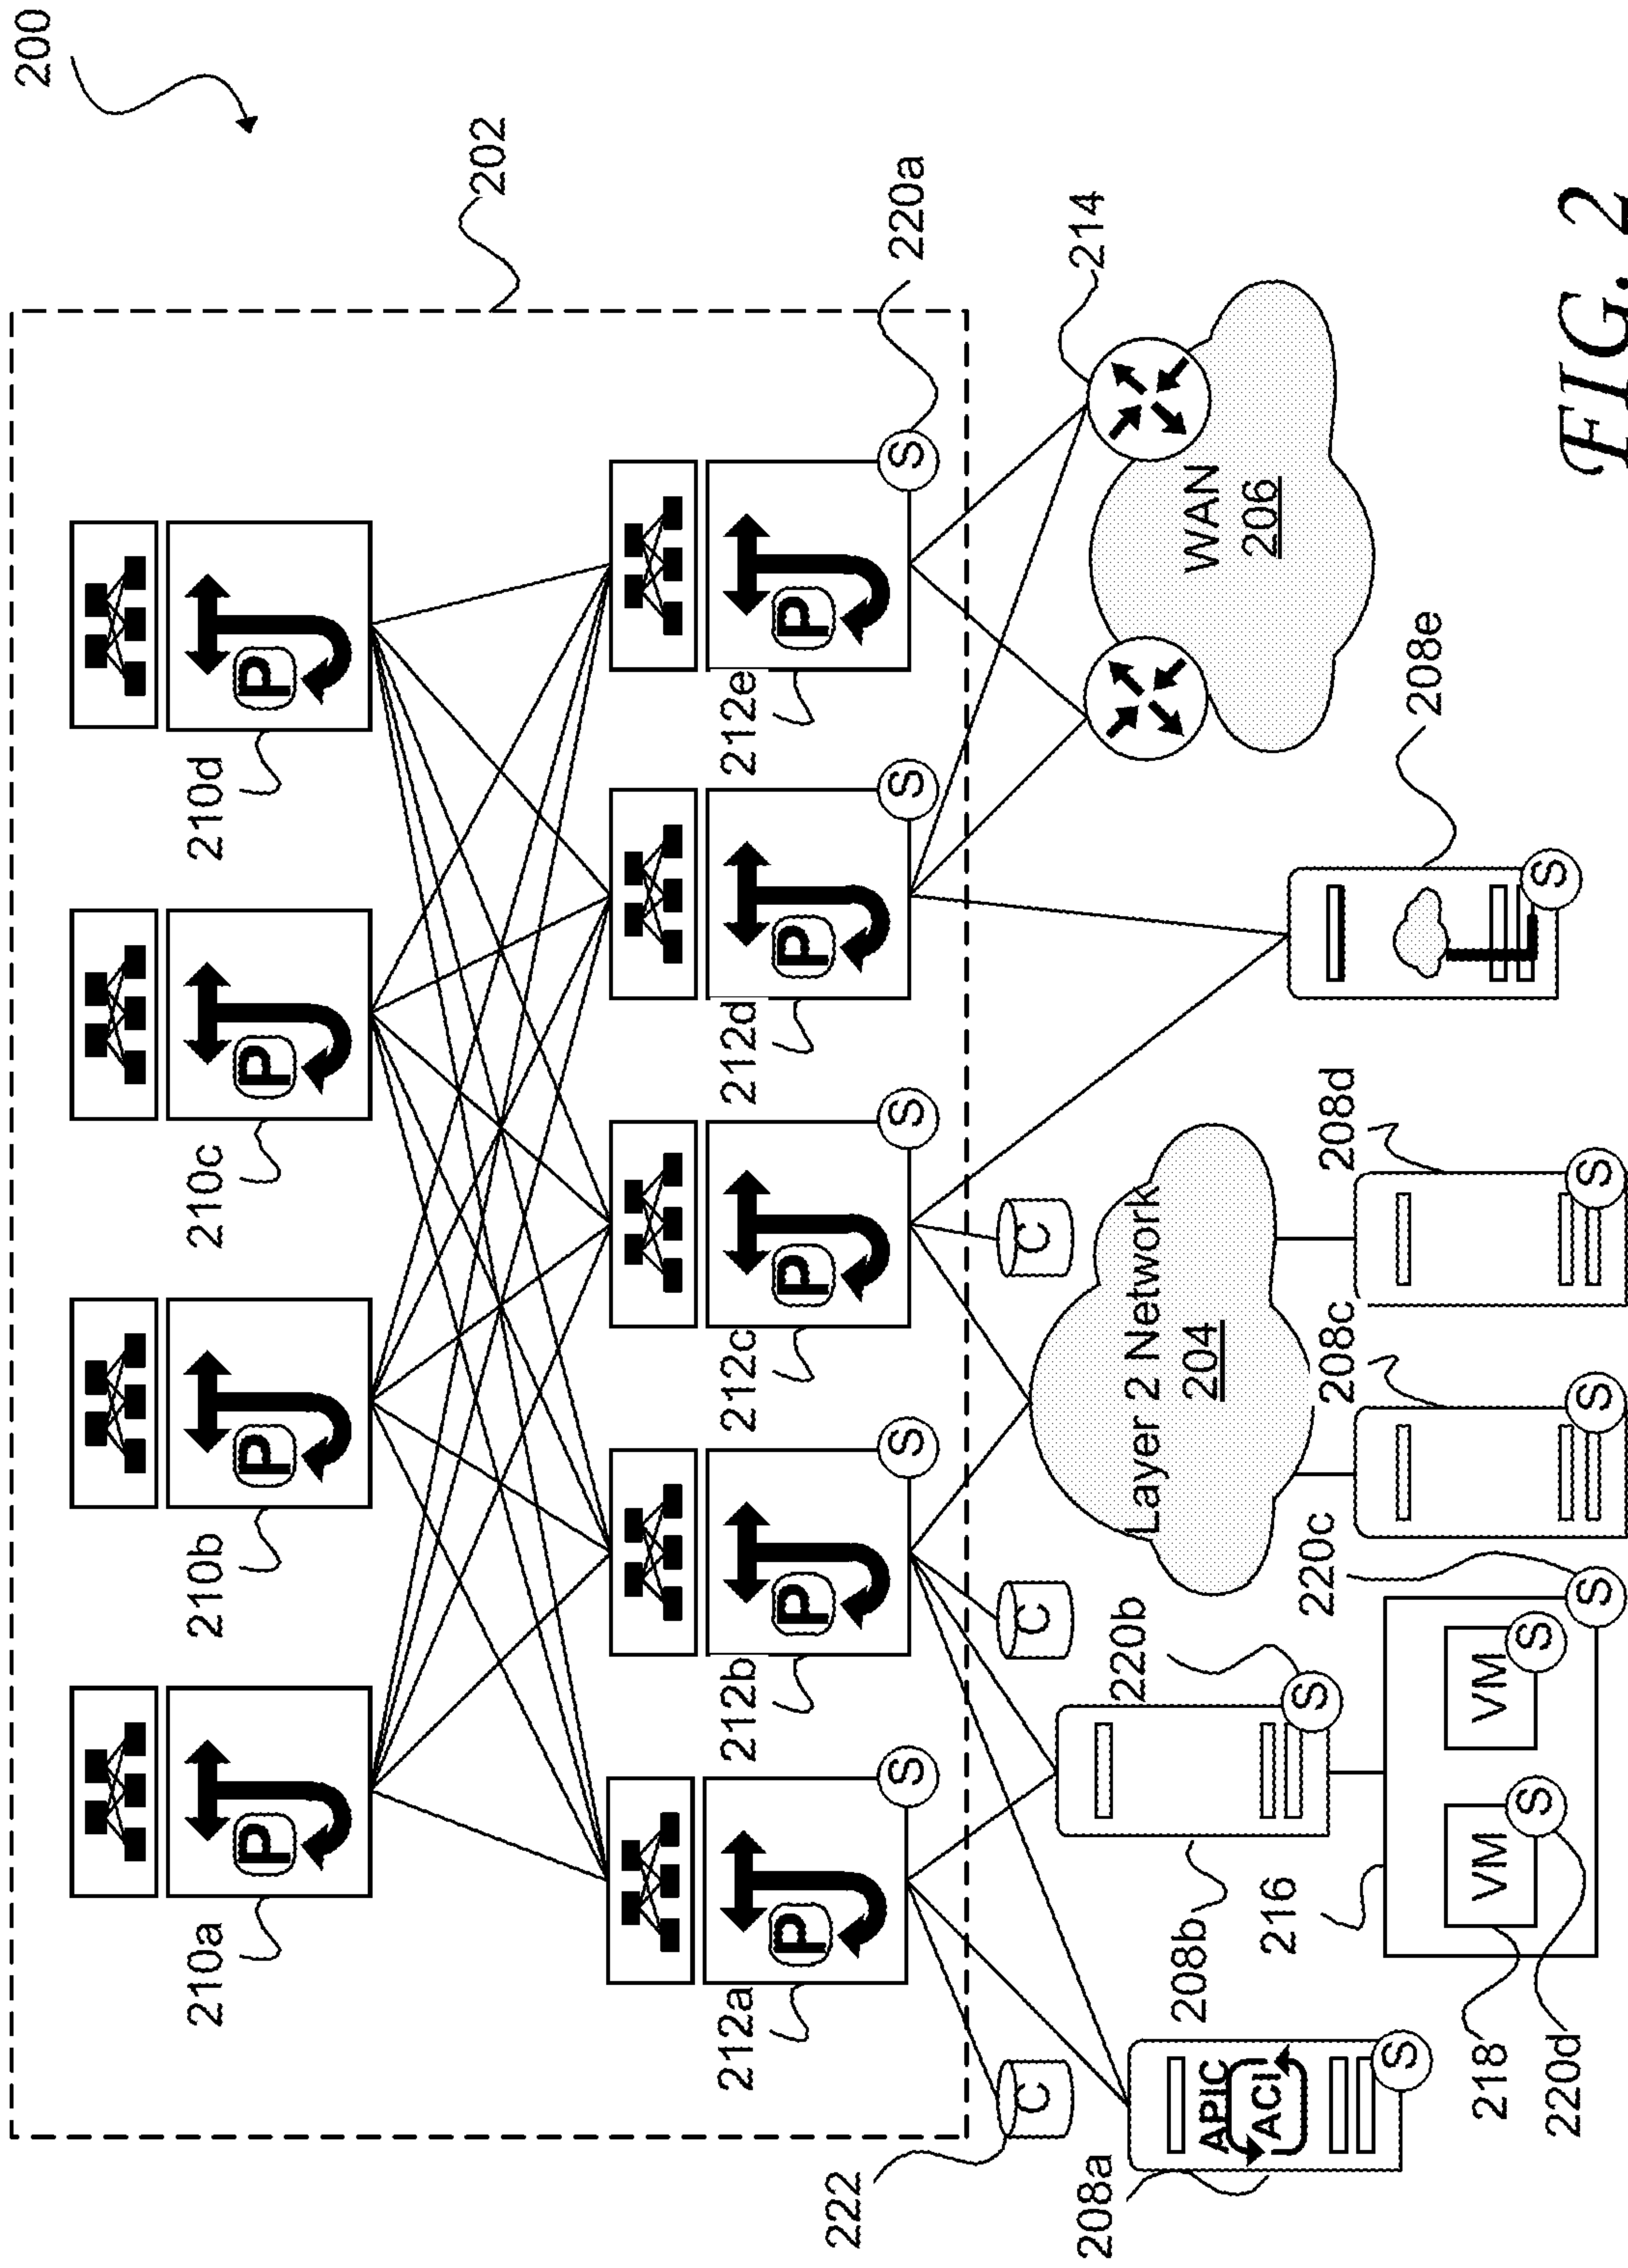 200
202
210a
210b
210c
210d
P
P
P
P
212a
212b
212c
212d
212e
P
P
P
P
P
S
S
S
S
S
220a
222
C
C
C
214
208a
APIC
ACI
S
208b
220b
S
Layer 2 Network
204
WAN
206
216
VM
S
VM
S
218
220d
220c
S
208c
S
208d
S
208e
S
FIG. 2